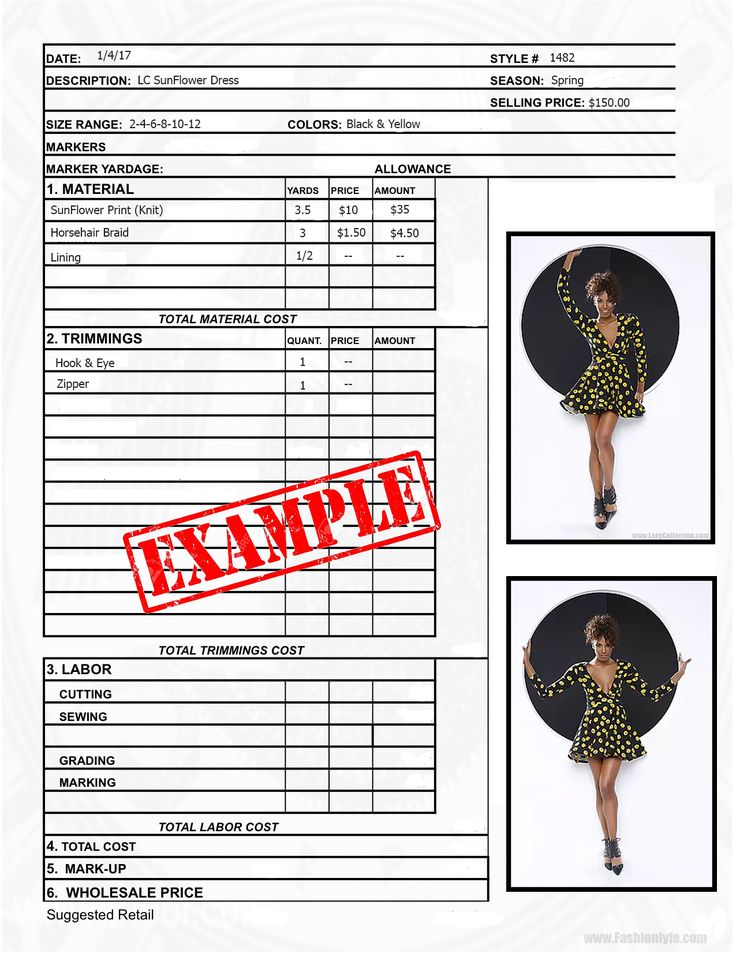 DATE: 1/4/17 STYLE # 1482
DESCRIPTION: LC SunFlower Dress SEASON: Spring
SELLING PRICE: $150.00
SIZE RANGE: 2-4-6-8-10-12 COLORS: Black & Yellow
MARKERS
MARKER YARDAGE: ALLOWANCE
1. MATERIAL YARDS PRICE AMOUNT
SunFlower Print (Knit) 3.5 $10 $35
Horsehair Braid 3 $1.50 $4.50
Lining 1/2 -- --
TOTAL MATERIAL COST
2. TRIMMINGS QUANT. PRICE AMOUNT
Hook & Eye 1 --
Zipper 1 --
EXAMPLE
www.LucyCollection.com
TOTAL TRIMMINGS COST
3. LABOR
CUTTING
SEWING
GRADING
MARKING
TOTAL LABOR COST
4. TOTAL COST
5. MARK-UP
6. WHOLESALE PRICE
Suggested Retail
www.Fashionlyfe.com